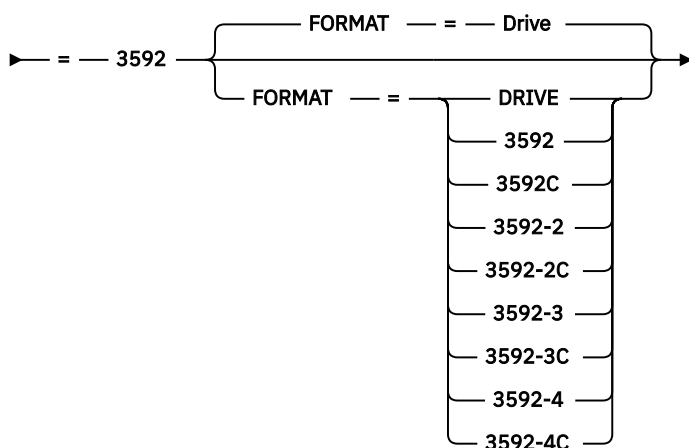 FORMAT = Drive
= 3592
FORMAT = DRIVE
3592
3592C
3592-2
3592-2C
3592-3
3592-3C
3592-4
3592-4C